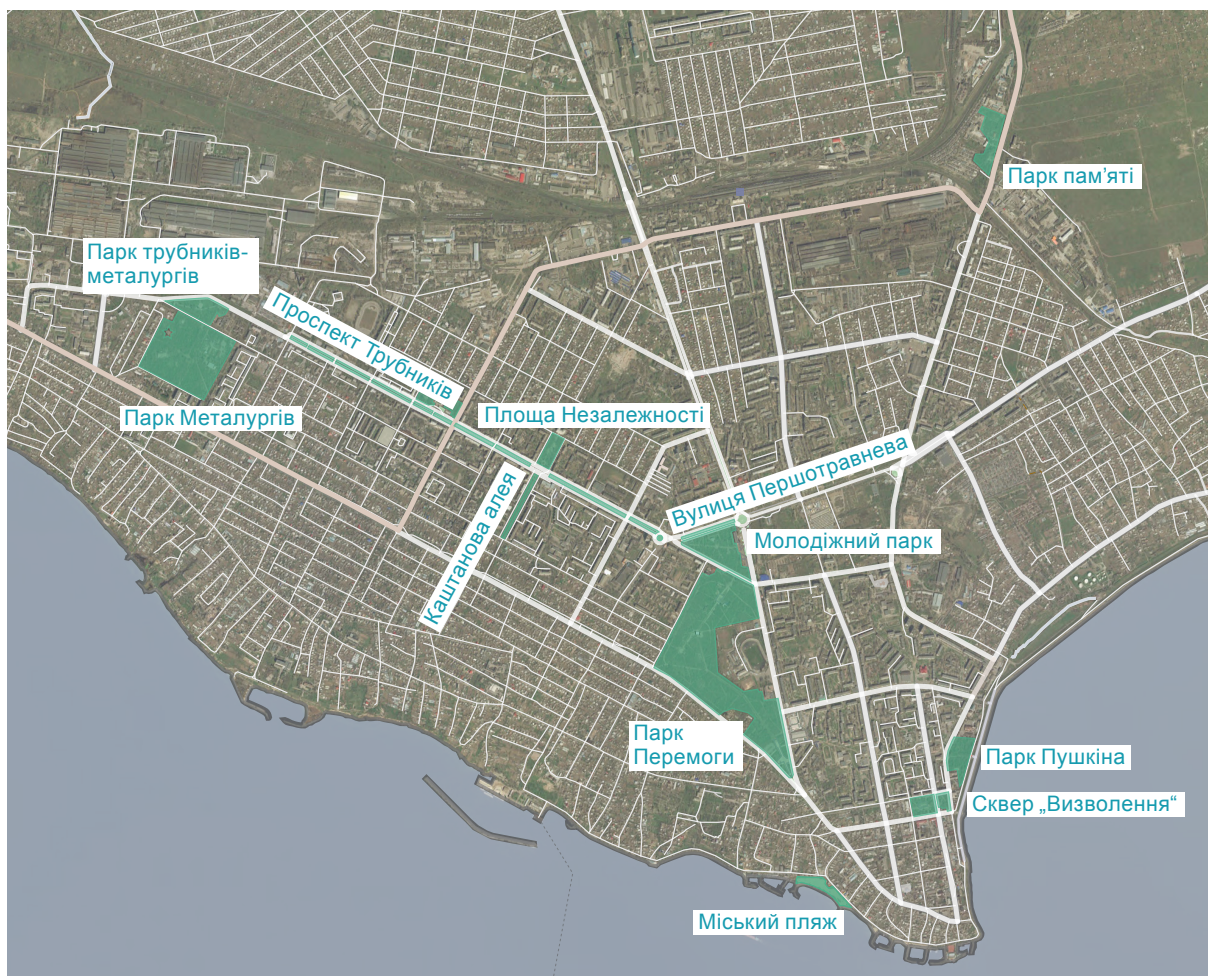 Парк пам’яті
Парк трубників-
металургів
Проспект Трубників
Парк Металургів
Площа Незалежності
Вулиця Першотравнева
Каштанова алея
Молодіжний парк
Парк
Перемоги
Парк Пушкіна
Сквер „Визволення“
Міський пляж